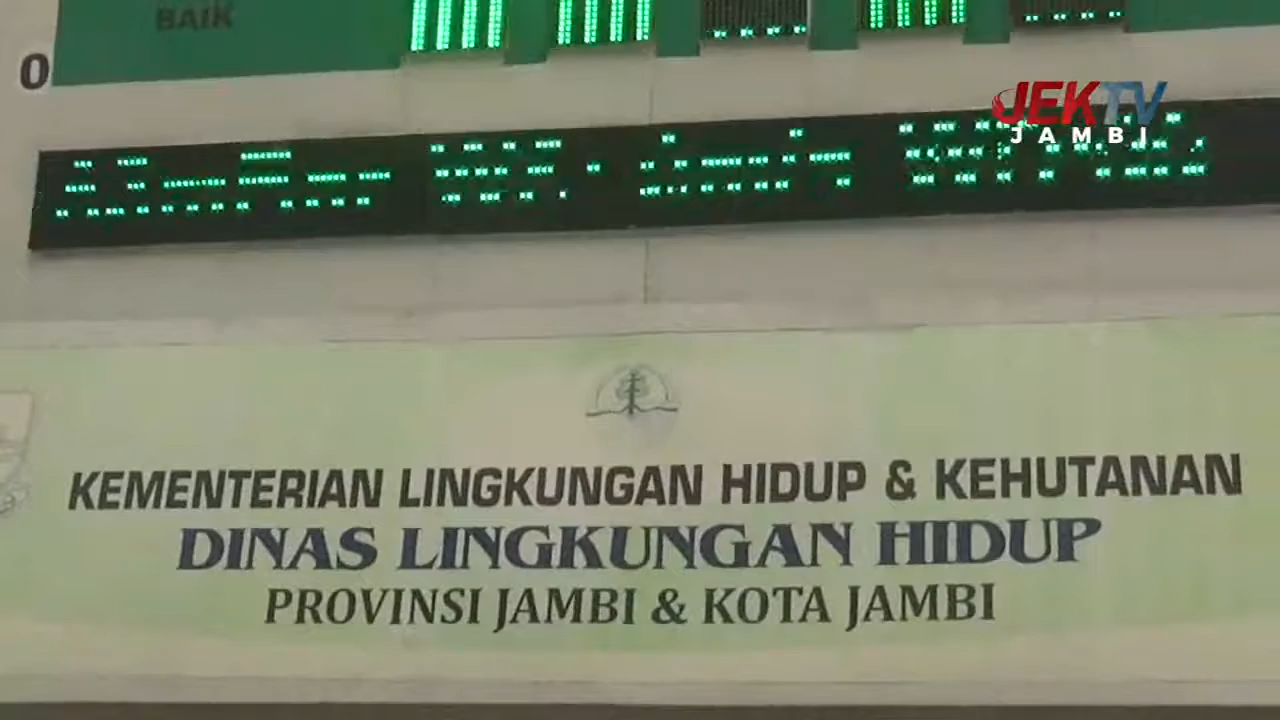 BAIK
0
JEKTV
JAMBI
KEMENTERIAN LINGKUNGAN HIDUP & KEHUTANAN
DINAS LINGKUNGAN HIDUP
PROVINSI JAMBI & KOTA JAMBI